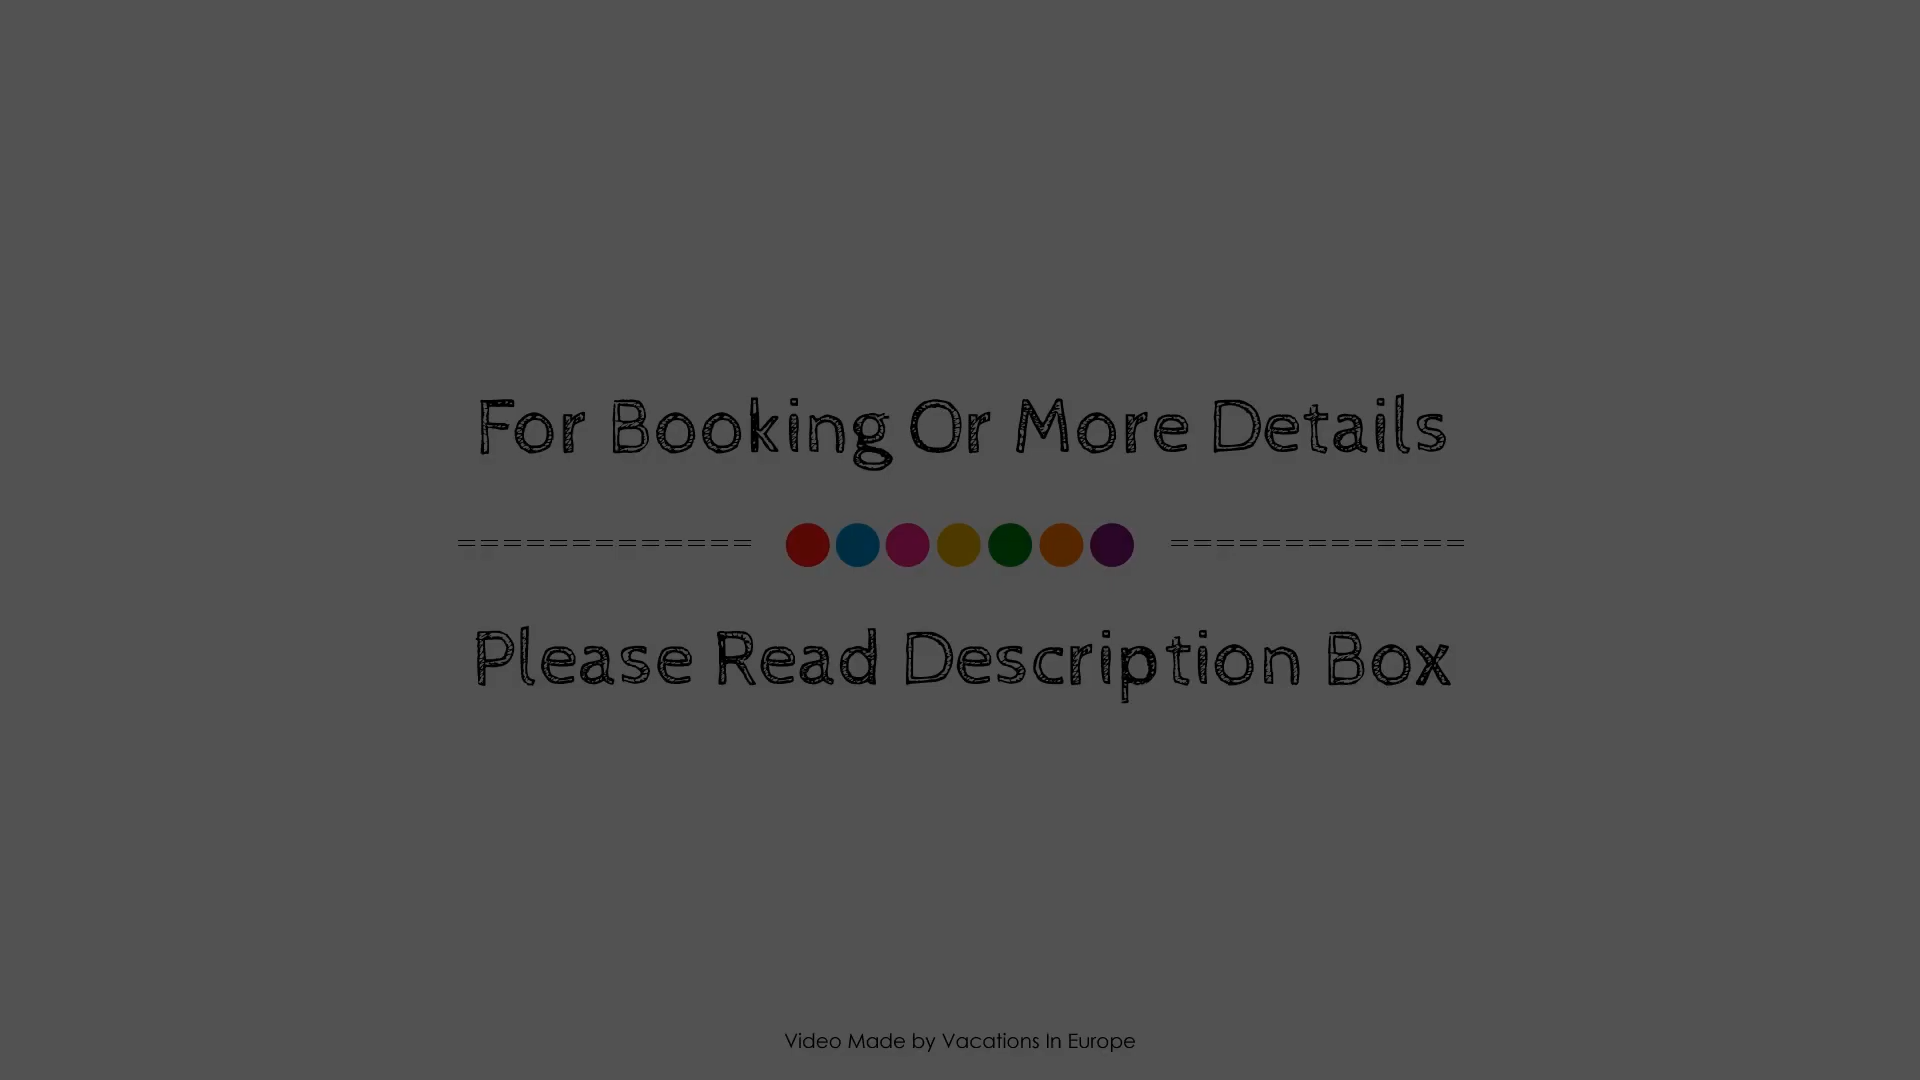 For Booking Or More Details
============= =============
Please Read Description Box
Video Made by Vacations In Europe